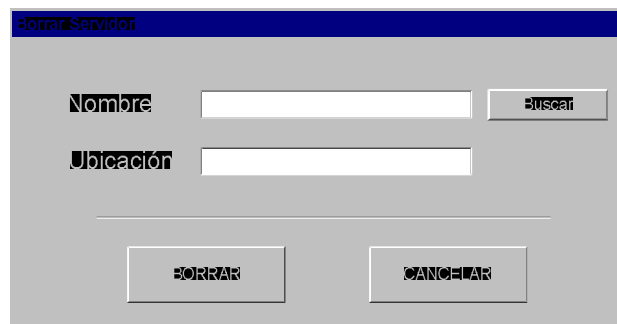 Borrar Servidor
Nombre
Buscar
Ubicación
BORRAR
CANCELAR